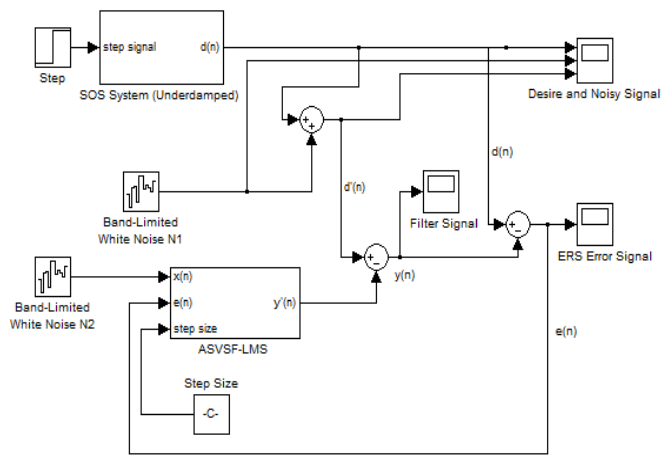 step signal
d(n)
Step
SOS System (Underdamped)
Desire and Noisy Signal
+
+
d(n)
d'(n)
Band-Limited
White Noise N1
Filter Signal
+
−
+
−
y(n)
ERS Error Signal
x(n)
e(n)
step size
y'(n)
Band-Limited
White Noise N2
ASVSF-LMS
e(n)
Step Size
-C-